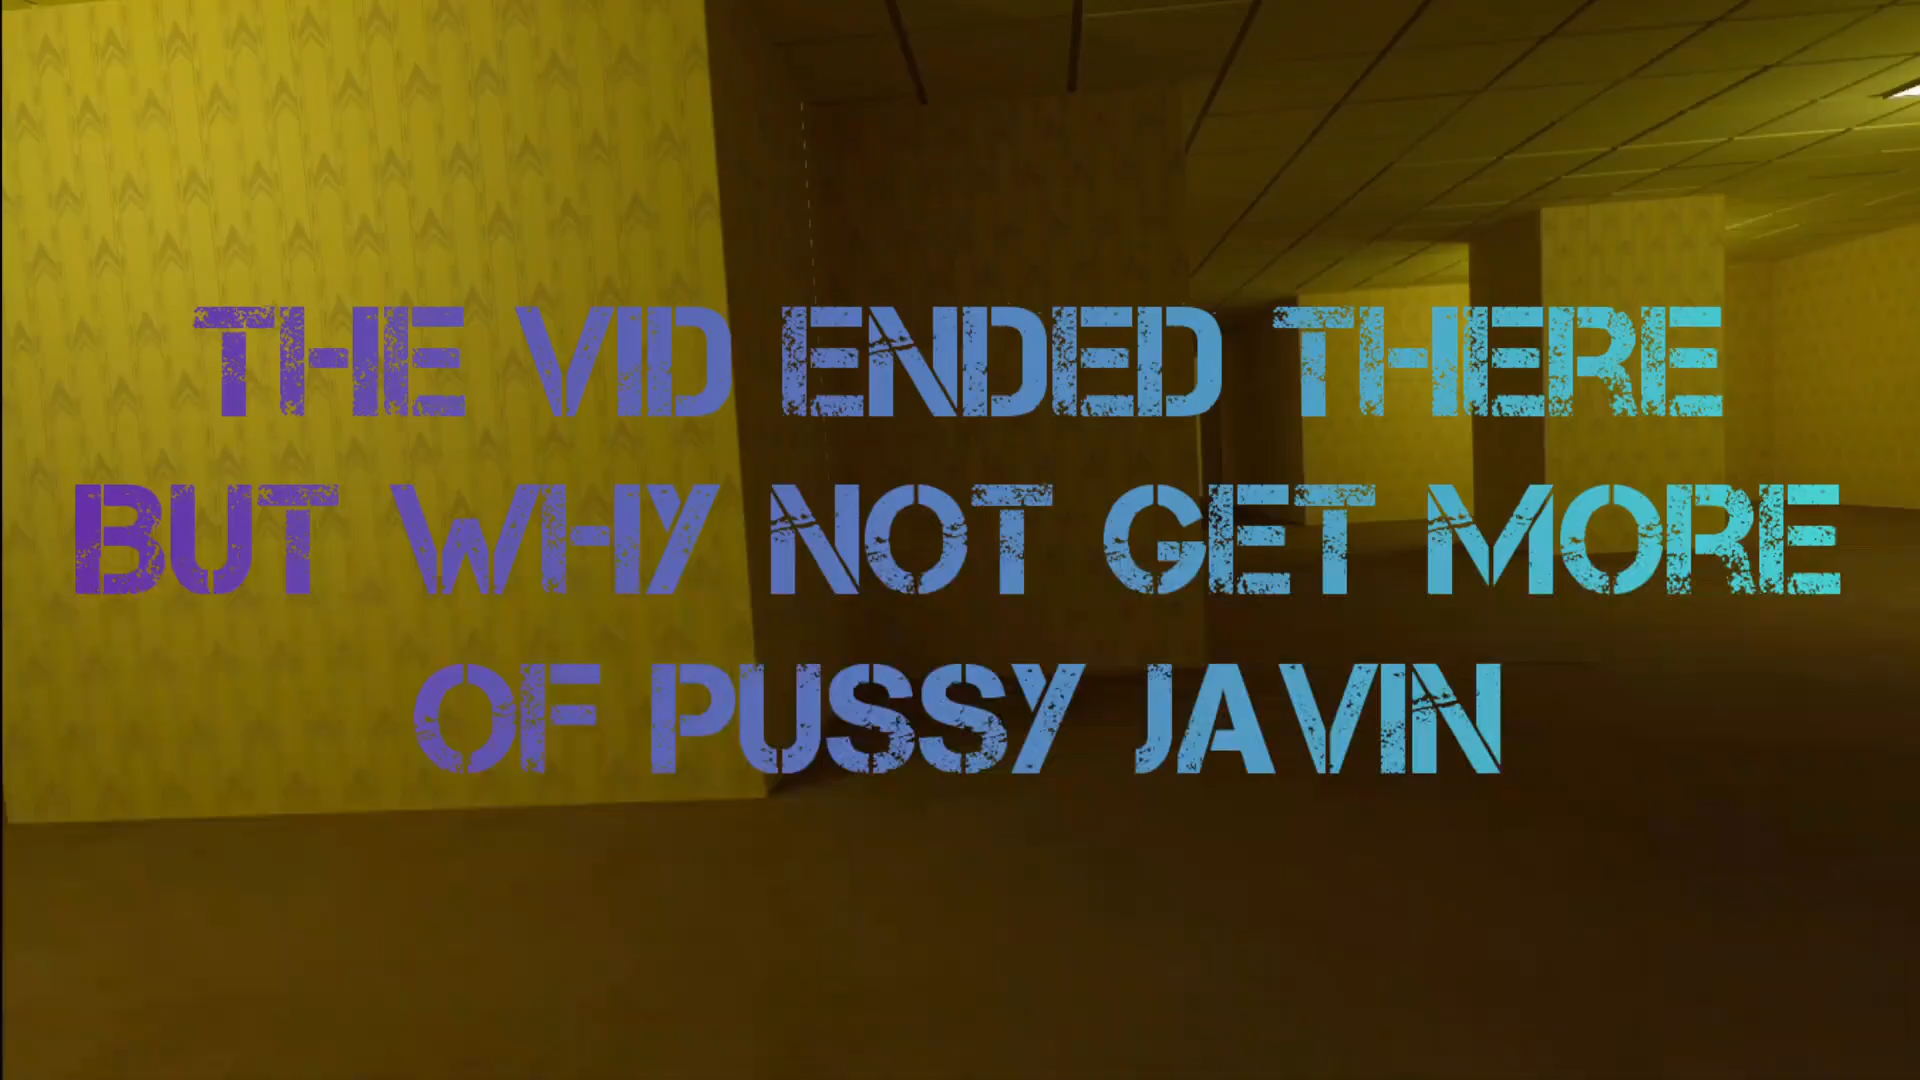 THE VID ENDED THERE
BUT WHY NOT GET MORE
OF PUSSY JAVIN